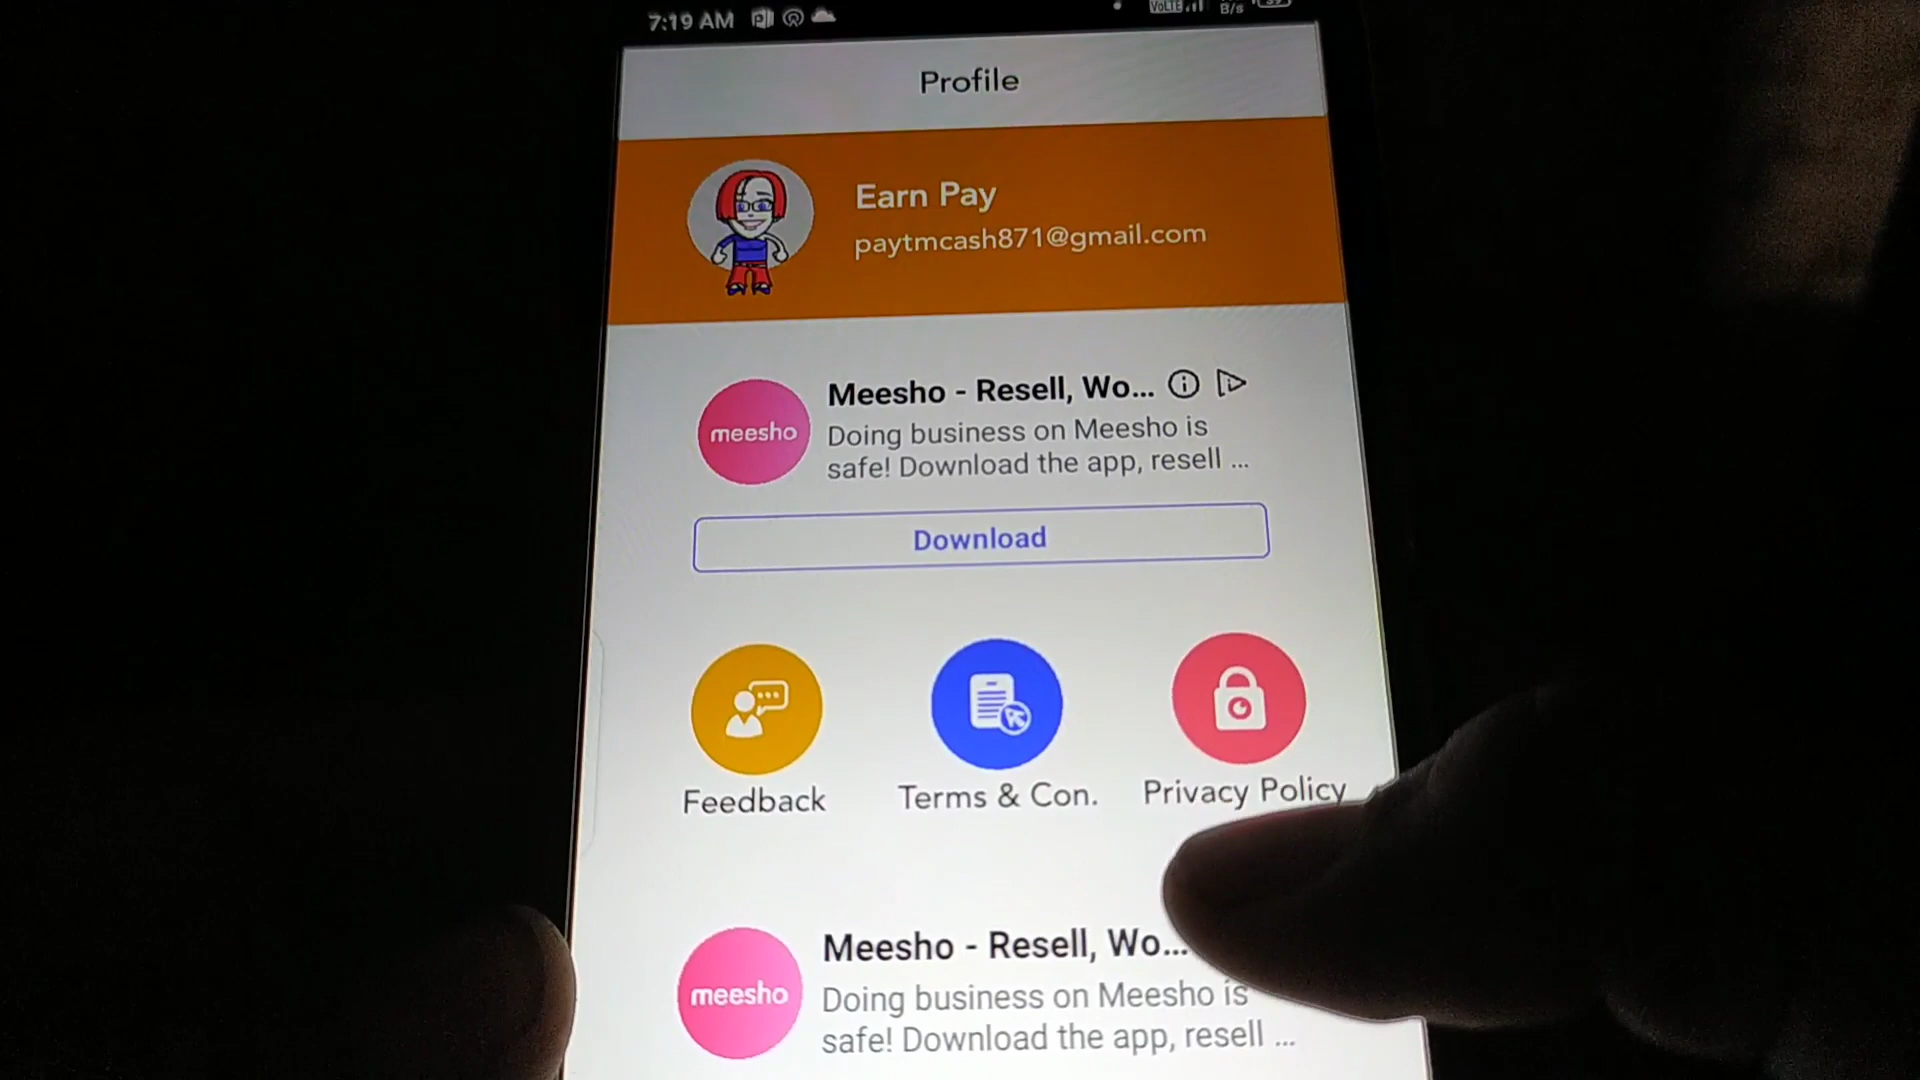 7:19 AM
VoLTE
B/s
Profile
Earn Pay
paytmcash871@gmail.com
Meesho - Resell, Wo...
meesho
Doing business on Meesho is
safe! Download the app, resell ...
Download
Feedback
Terms & Con.
Privacy Policy
Meesho - Resell, Wo...
meesho
Doing business on Meesho is
safe! Download the app, resell ...